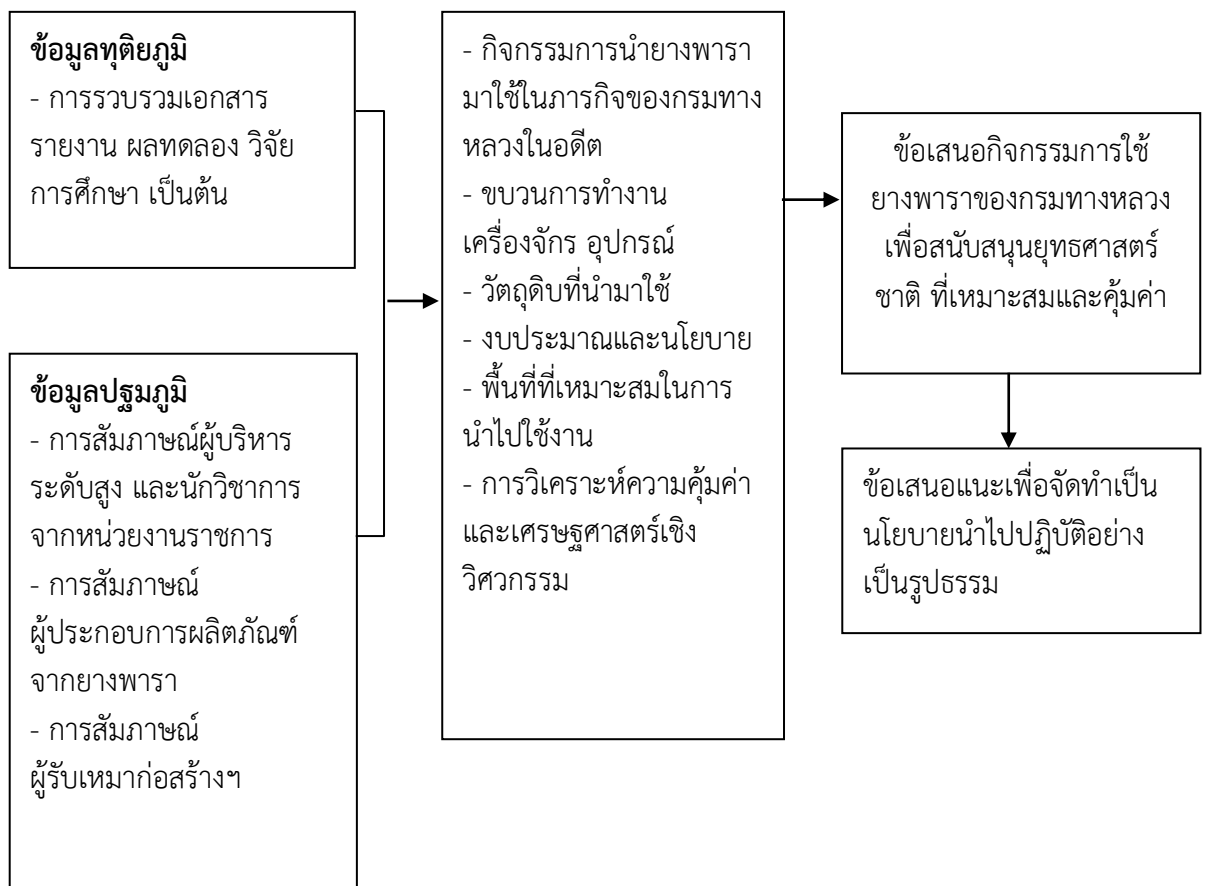 ข้อมูลทุติยภูมิ
- การรวบรวมเอกสาร
รายงาน ผลทดลอง วิจัย
การศึกษา เป็นต้น
ข้อมูลปฐมภูมิ
- การสัมภาษณ์ผู้บริหาร
ระดับสูง และนักวิชาการ
จากหน่วยงานราชการ
- การสัมภาษณ์
ผู้ประกอบการผลิตภัณฑ์
จากยางพารา
- การสัมภาษณ์
ผู้รับเหมาก่อสร้างฯ
- กิจกรรมการนำยางพารา
มาใช้ในภารกิจของกรมทาง
หลวงในอดีต
- ขบวนการทำงาน
เครื่องจักร อุปกรณ์
- วัตถุดิบที่นำมาใช้
- งบประมาณและนโยบาย
- พื้นที่ที่เหมาะสมในการ
นำไปใช้งาน
- การวิเคราะห์ความคุ้มค่า
และเศรษฐศาสตร์เชิง
วิศวกรรม
ข้อเสนอกิจกรรมการใช้
ยางพาราของกรมทางหลวง
เพื่อสนับสนุนยุทธศาสตร์
ชาติ ที่เหมาะสมและคุ้มค่า
ข้อเสนอแนะเพื่อจัดทำเป็น
นโยบายนำไปปฏิบัติอย่าง
เป็นรูปธรรม